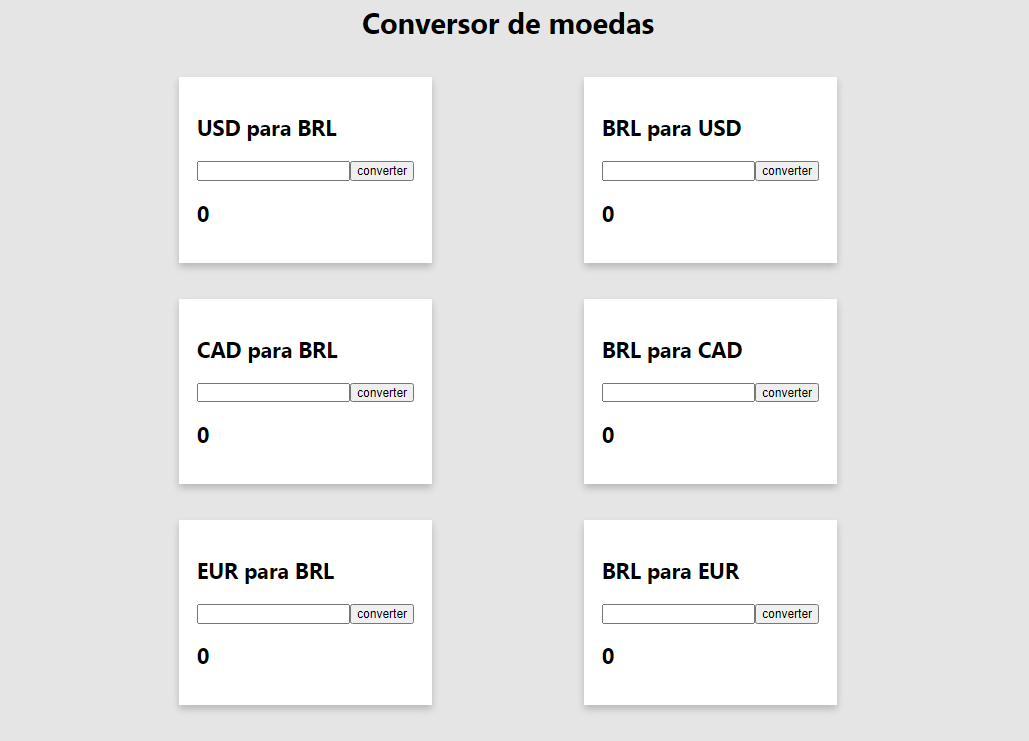 Conversor de moedas
USD para BRL
converter
0
BRL para USD
converter
0
CAD para BRL
converter
0
BRL para CAD
converter
0
EUR para BRL
converter
0
BRL para EUR
converter
0